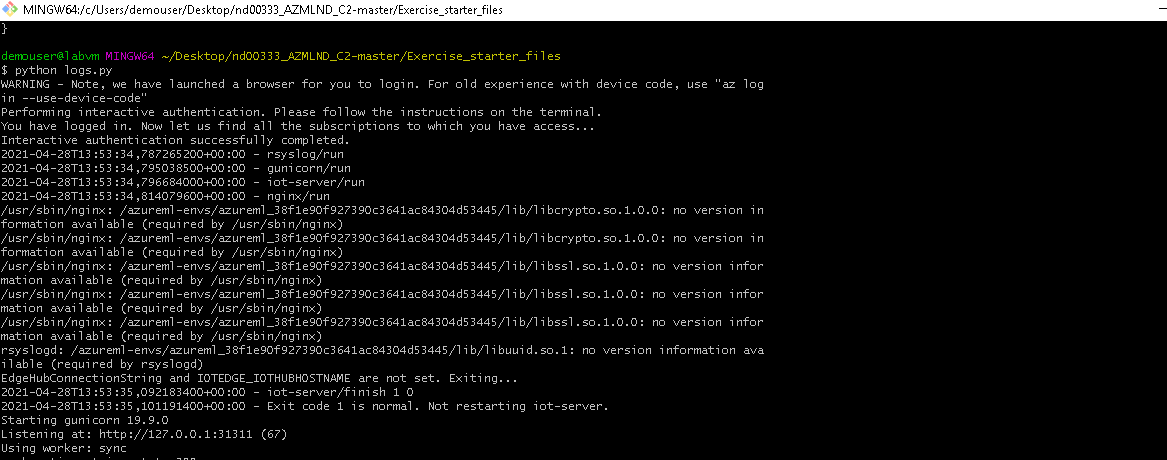 MINGW64:/c/Users/demouser/Desktop/nd00333_AZMLND_C2-master/Exercise_starter_files
}
demouser@labvm MINGW64 ~/Desktop/nd00333_AZMLND_C2-master/Exercise_starter_files
$ python logs.py
WARNING - Note, we have launched a browser for you to login. For old experience with device code, use "az log
in --use-device-code"
Performing interactive authentication. Please follow the instructions on the terminal.
You have logged in. Now let us find all the subscriptions to which you have access...
Interactive authentication successfully completed.
2021-04-28T13:53:34,787265200+00:00 - rsyslog/run
2021-04-28T13:53:34,795038500+00:00 - gunicorn/run
2021-04-28T13:53:34,796684000+00:00 - iot-server/run
2021-04-28T13:53:34,814079600+00:00 - nginx/run
/usr/sbin/nginx: /azureml-envs/azureml_38f1e90f927390c3641ac84304d53445/lib/libcrypto.so.1.0.0: no version in
formation available (required by /usr/sbin/nginx)
/usr/sbin/nginx: /azureml-envs/azureml_38f1e90f927390c3641ac84304d53445/lib/libcrypto.so.1.0.0: no version in
formation available (required by /usr/sbin/nginx)
/usr/sbin/nginx: /azureml-envs/azureml_38f1e90f927390c3641ac84304d53445/lib/libssl.so.1.0.0: no version infor
mation available (required by /usr/sbin/nginx)
/usr/sbin/nginx: /azureml-envs/azureml_38f1e90f927390c3641ac84304d53445/lib/libssl.so.1.0.0: no version infor
mation available (required by /usr/sbin/nginx)
/usr/sbin/nginx: /azureml-envs/azureml_38f1e90f927390c3641ac84304d53445/lib/libssl.so.1.0.0: no version infor
mation available (required by /usr/sbin/nginx)
rsyslogd: /azureml-envs/azureml_38f1e90f927390c3641ac84304d53445/lib/libuuid.so.1: no version information ava
ilable (required by rsyslogd)
EdgeHubConnectionString and IOTEDGE_IOTHUBHOSTNAME are not set. Exiting...
2021-04-28T13:53:35,092183400+00:00 - iot-server/finish 1 0
2021-04-28T13:53:35,101191400+00:00 - Exit code 1 is normal. Not restarting iot-server.
Starting gunicorn 19.9.0
Listening at: http://127.0.0.1:31311 (67)
Using worker: sync